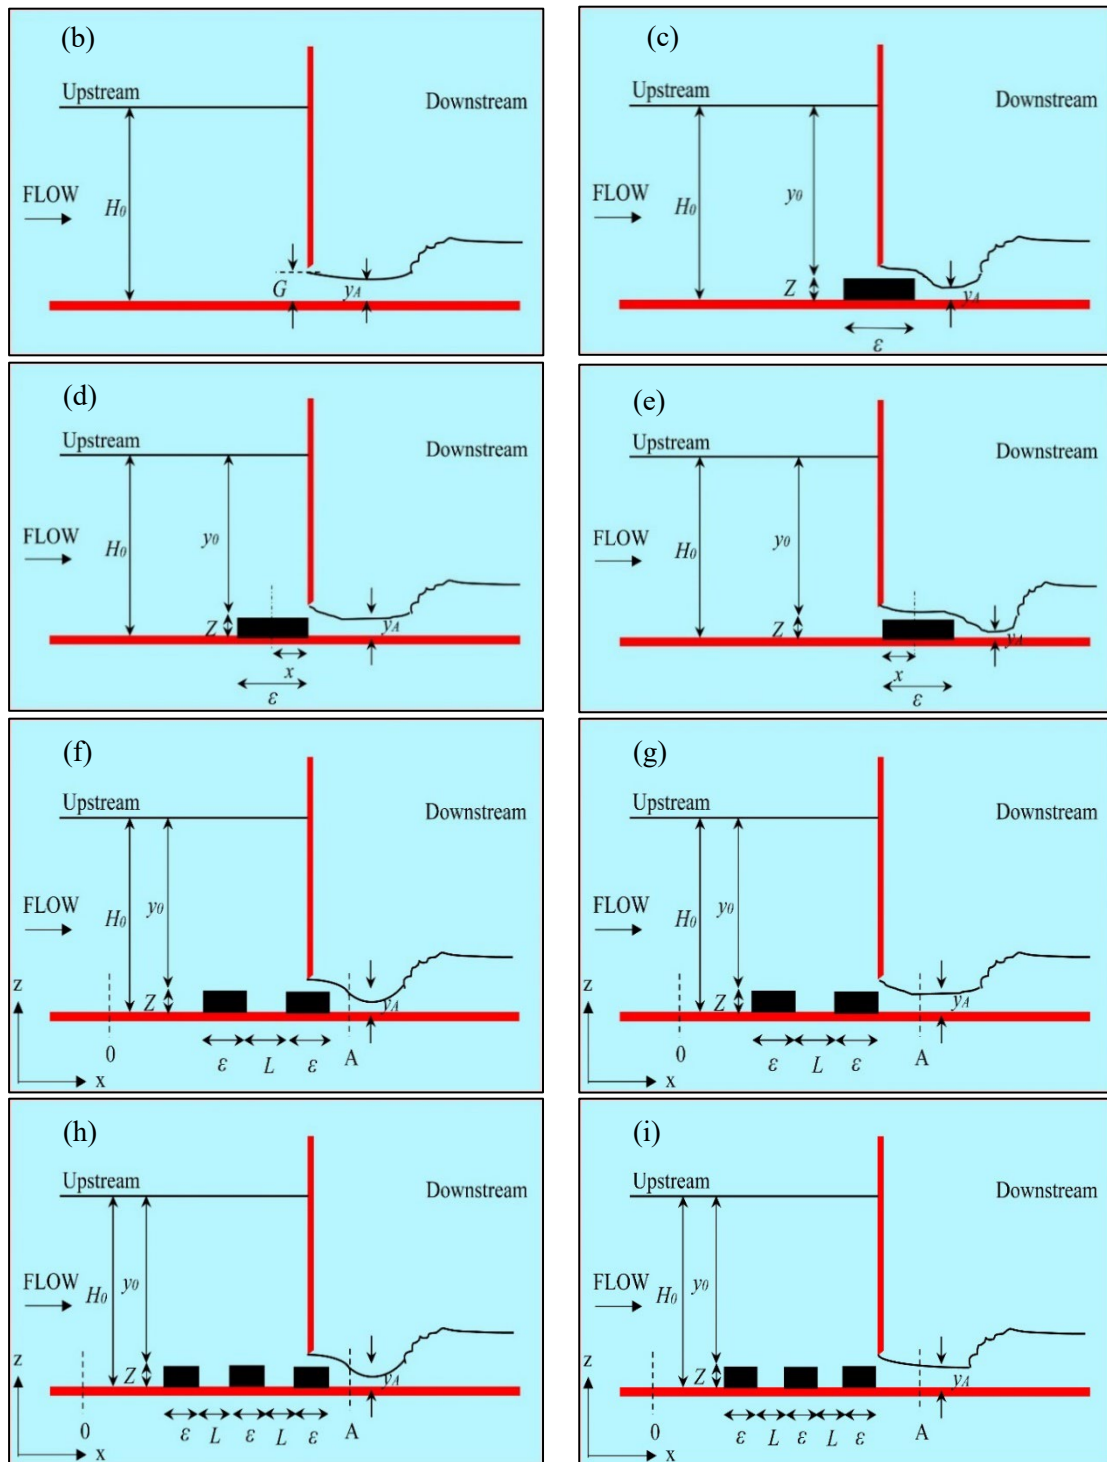 (b)
Upstream
Downstream
FLOW
H0
G
yA
(c)
Upstream
Downstream
FLOW
H0
y0
Z
yA
ε
(d)
Upstream
Downstream
FLOW
H0
y0
Z
yA
x
ε
(e)
Upstream
Downstream
FLOW
H0
y0
Z
yA
x
ε
(f)
Upstream
Downstream
FLOW
H0
y0
z
Z
yA
0
ε
L
ε
A
x
(g)
Upstream
Downstream
FLOW
H0
y0
z
Z
yA
0
ε
L
ε
A
x
(h)
Upstream
Downstream
FLOW
H0
y0
z
Z
yA
0
ε
L
ε
L
ε
A
x
(i)
Upstream
Downstream
FLOW
H0
y0
z
Z
yA
0
ε
L
ε
L
ε
A
x